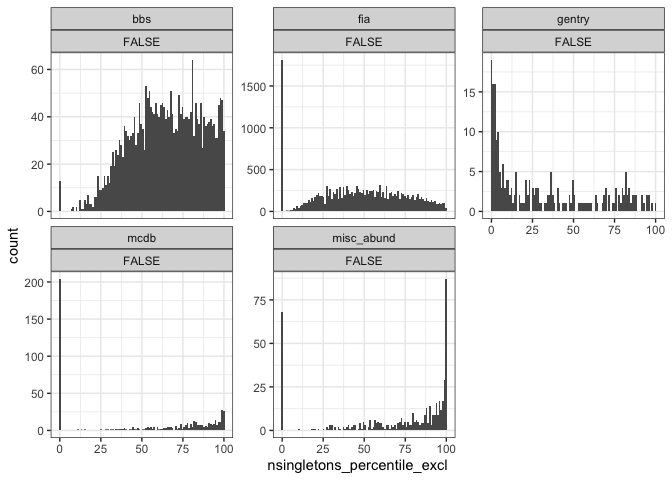 bbs
fia
gentry
FALSE
FALSE
FALSE
60
40
20
0
1500
1000
500
0
15
10
5
0
0 25 50 75 100
mcdb
misc_abund
FALSE
FALSE
200
150
100
50
0
75
50
25
0
0 25 50 75 100
0 25 50 75 100
count
nsingletons_percentile_excl